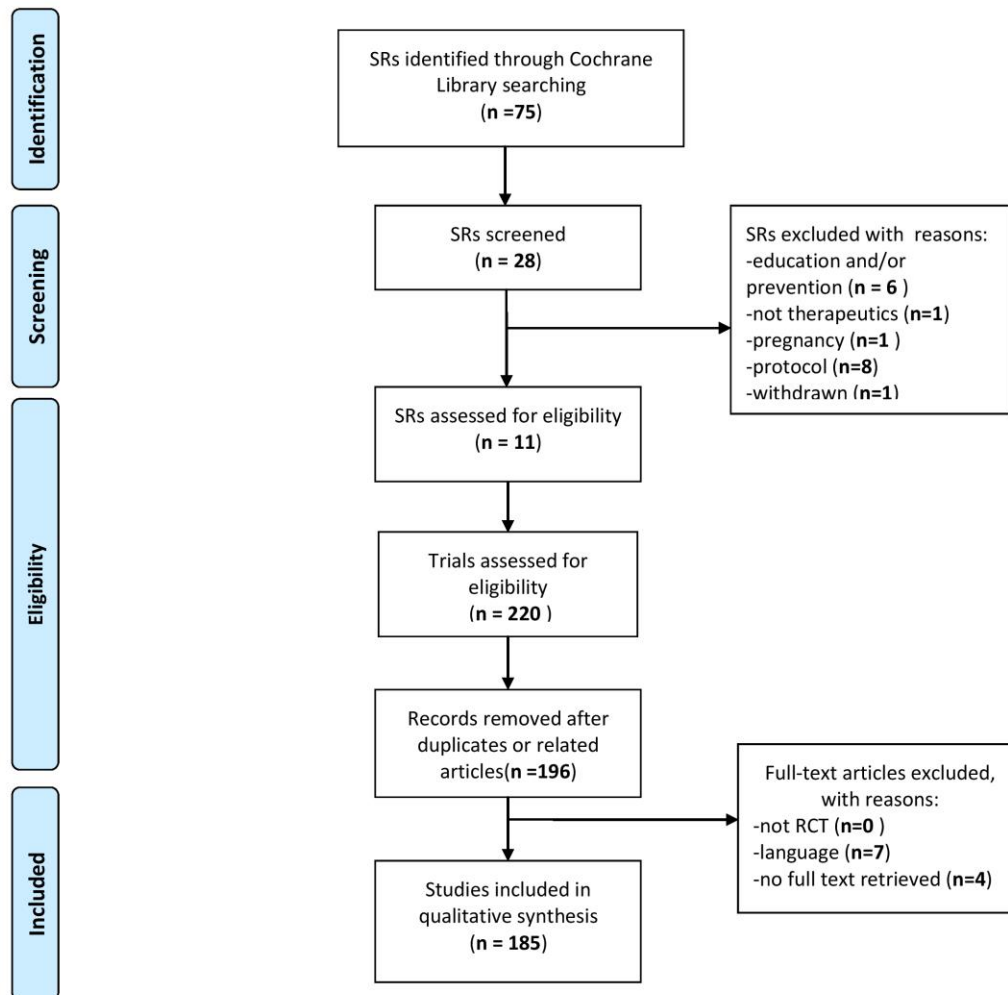 Identification
SRs identified through Cochrane
Library searching
(n =75)
Screening
SRs screened
(n = 28)
SRs excluded with  reasons:
-education and/or
prevention (n = 6 )
-not therapeutics (n=1)
-pregnancy (n=1 )
-protocol (n=8)
-withdrawn (n=1)
Eligibility
SRs assessed for eligibility
(n = 11)
Trials assessed for
eligibility
(n = 220 )
Records removed after
duplicates or related
articles(n =196)
Full-text articles excluded,
with reasons:
-not RCT (n=0 )
-language (n=7)
-no full text retrieved (n=4)
Included
Studies included in
qualitative synthesis
(n = 185)